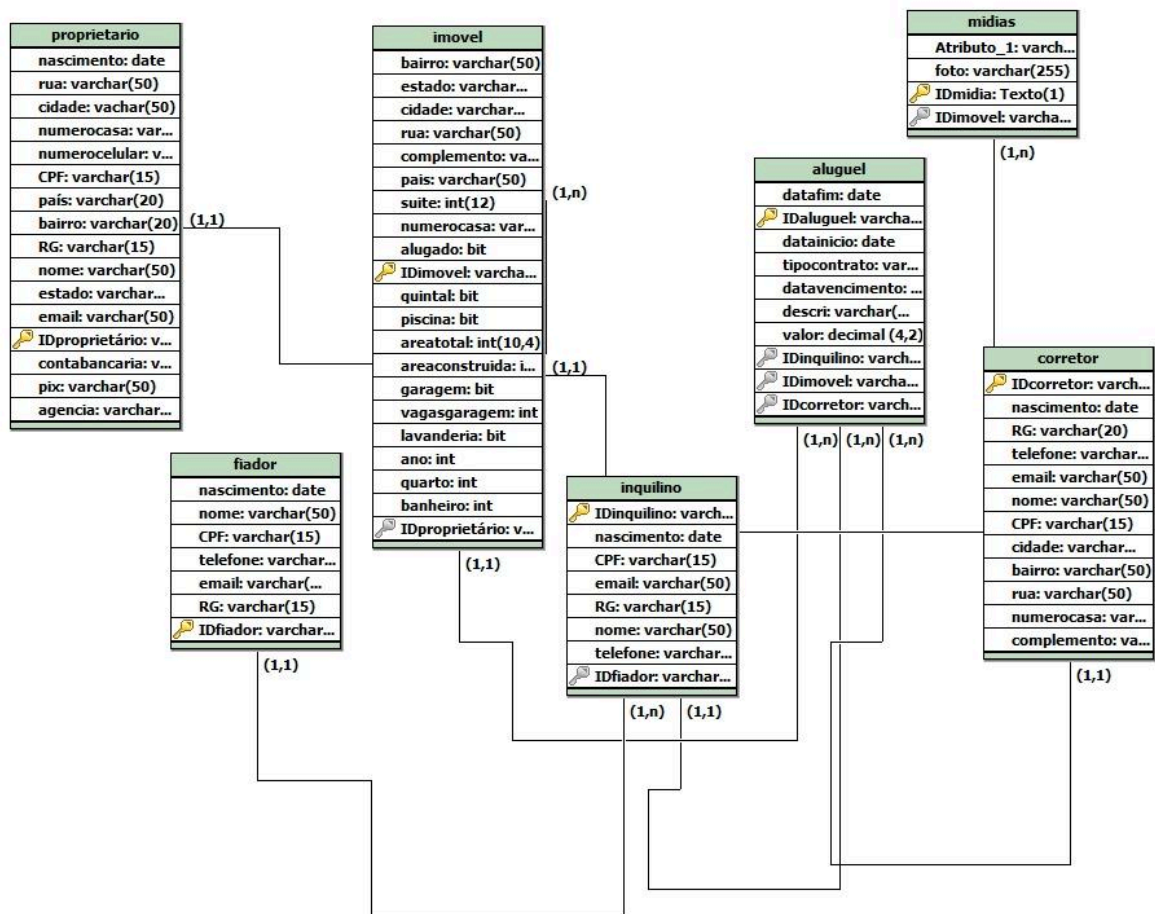 proprietario
nascimento: date
rua: varchar(50)
cidade: vachar(50)
numerocasa: var...
numerocelular: v...
CPF: varchar(15)
país: varchar(20)
bairro: varchar(20)
RG: varchar(15)
nome: varchar(50)
estado: varchar...
email: varchar(50)
IDproprietário: v...
contabancaria: v...
pix: varchar(50)
agencia: varchar...
(1,1)
imovel
bairro: varchar(50)
estado: varchar...
cidade: varchar...
rua: varchar(50)
complemento: va...
pais: varchar(50)
suite: int(12)
numerocasa: var...
alugado: bit
IDimovel: varcha...
quintal: bit
piscina: bit
areatotal: int(10,4)
areaconstruida: i...
garagem: bit
vagasgaragem: int
lavanderia: bit
ano: int
quarto: int
banheiro: int
IDproprietário: v...
(1,n)
(1,1)
(1,1)
midias
Atributo_1: varch...
foto: varchar(255)
IDmidia: Texto(1)
IDimovel: varcha...
(1,n)
aluguel
datafim: date
IDaluguel: varcha...
datainicio: date
tipocontrato: var...
datavencimento: ...
descri: varchar(...
valor: decimal (4,2)
IDinquilino: varch...
IDimovel: varcha...
IDcorretor: varch...
(1,n) (1,n) (1,n)
corretor
IDcorretor: varch...
nascimento: date
RG: varchar(20)
telefone: varchar...
email: varchar(50)
nome: varchar(50)
CPF: varchar(15)
cidade: varchar...
bairro: varchar(50)
rua: varchar(50)
numerocasa: var...
complemento: va...
(1,1)
fiador
nascimento: date
nome: varchar(50)
CPF: varchar(15)
telefone: varchar...
email: varchar(...
RG: varchar(15)
IDfiador: varchar...
(1,1)
inquilino
IDinquilino: varch...
nascimento: date
CPF: varchar(15)
email: varchar(50)
RG: varchar(15)
nome: varchar(50)
telefone: varchar...
IDfiador: varchar...
(1,n) (1,1)